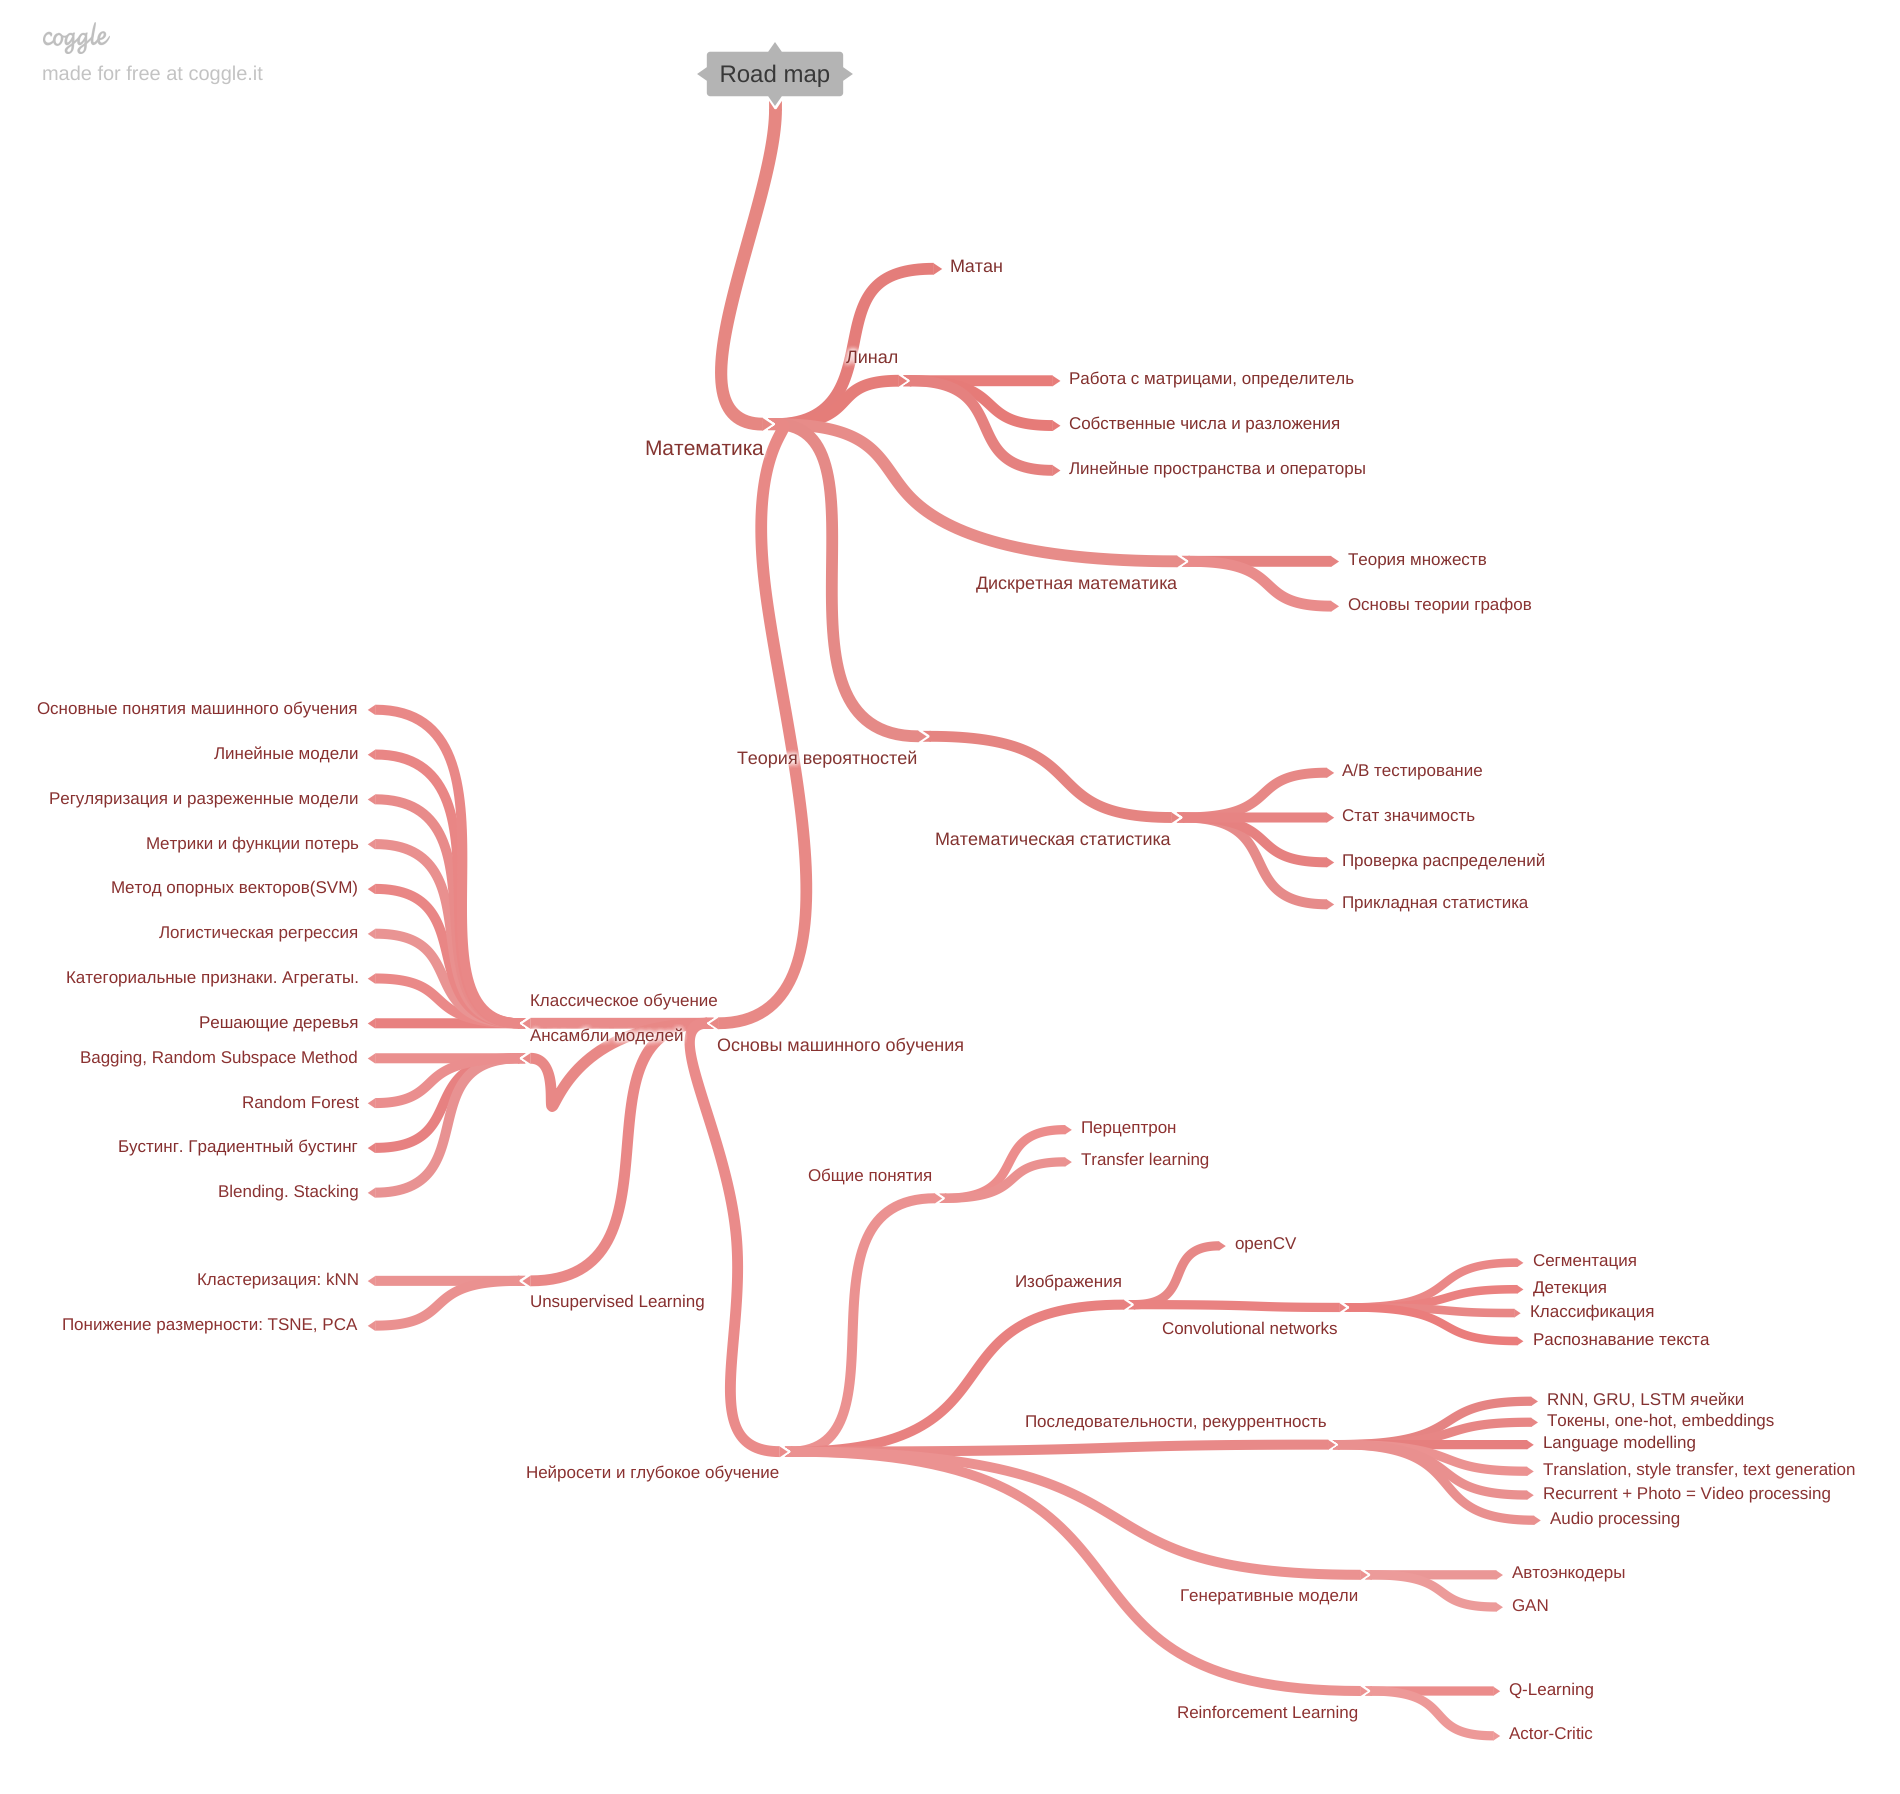 coggle
made for free at coggle.it
Road map
Математика
Матан
Линал
Работа с матрицами, определитель
Собственные числа и разложения
Линейные пространства и операторы
Дискретная математика
Теория множеств
Основы теории графов
Теория вероятностей
Математическая статистика
А/В тестирование
Стат значимость
Проверка распределений
Прикладная статистика
Основы машинного обучения
Классическое обучение
Основные понятия машинного обучения
Линейные модели
Регуляризация и разреженные модели
Метрики и функции потерь
Метод опорных векторов(SVM)
Логистическая регрессия
Категориальные признаки. Агрегаты.
Решающие деревья
Ансамбли моделей
Bagging, Random Subspace Method
Random Forest
Бустинг. Градиентный бустинг
Blending. Stacking
Unsupervised Learning
Кластеризация: kNN
Понижение размерности: TSNE, PCA
Нейросети и глубокое обучение
Общие понятия
Перцептрон
Transfer learning
Изображения
openCV
Convolutional networks
Сегментация
Детекция
Классификация
Распознавание текста
Последовательности, рекуррентность
RNN, GRU, LSTM ячейки
Токены, one-hot, embeddings
Language modelling
Translation, style transfer, text generation
Recurrent + Photo = Video processing
Audio processing
Генеративные модели
Автоэнкодеры
GAN
Reinforcement Learning
Q-Learning
Actor-Critic